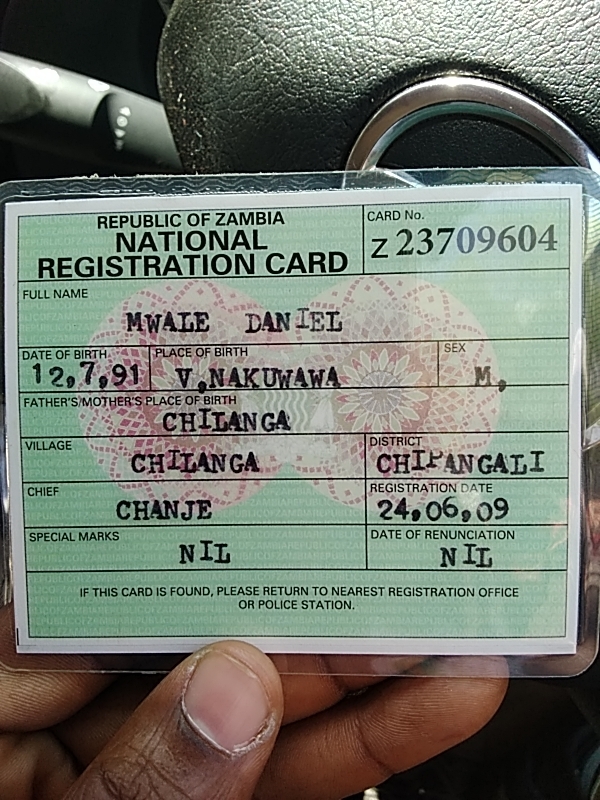 REPUBLIC OF ZAMBIA
NATIONAL
REGISTRATION CARD
CARD No.
Z 23709604
FULL NAME
MWALE DANIEL
DATE OF BIRTH
12,7,91
PLACE OF BIRTH
V,NAKUWAWA
SEX
M,
FATHER'S/MOTHER'S PLACE OF BIRTH
CHILANGA
VILLAGE
CHILANGA
DISTRICT
CHIPANGALI
CHIEF
CHANJE
REGISTRATION DATE
24,06,09
SPECIAL MARKS
NIL
DATE OF RENUNCIATION
NIL
IF THIS CARD IS FOUND, PLEASE RETURN TO NEAREST REGISTRATION OFFICE
OR POLICE STATION.